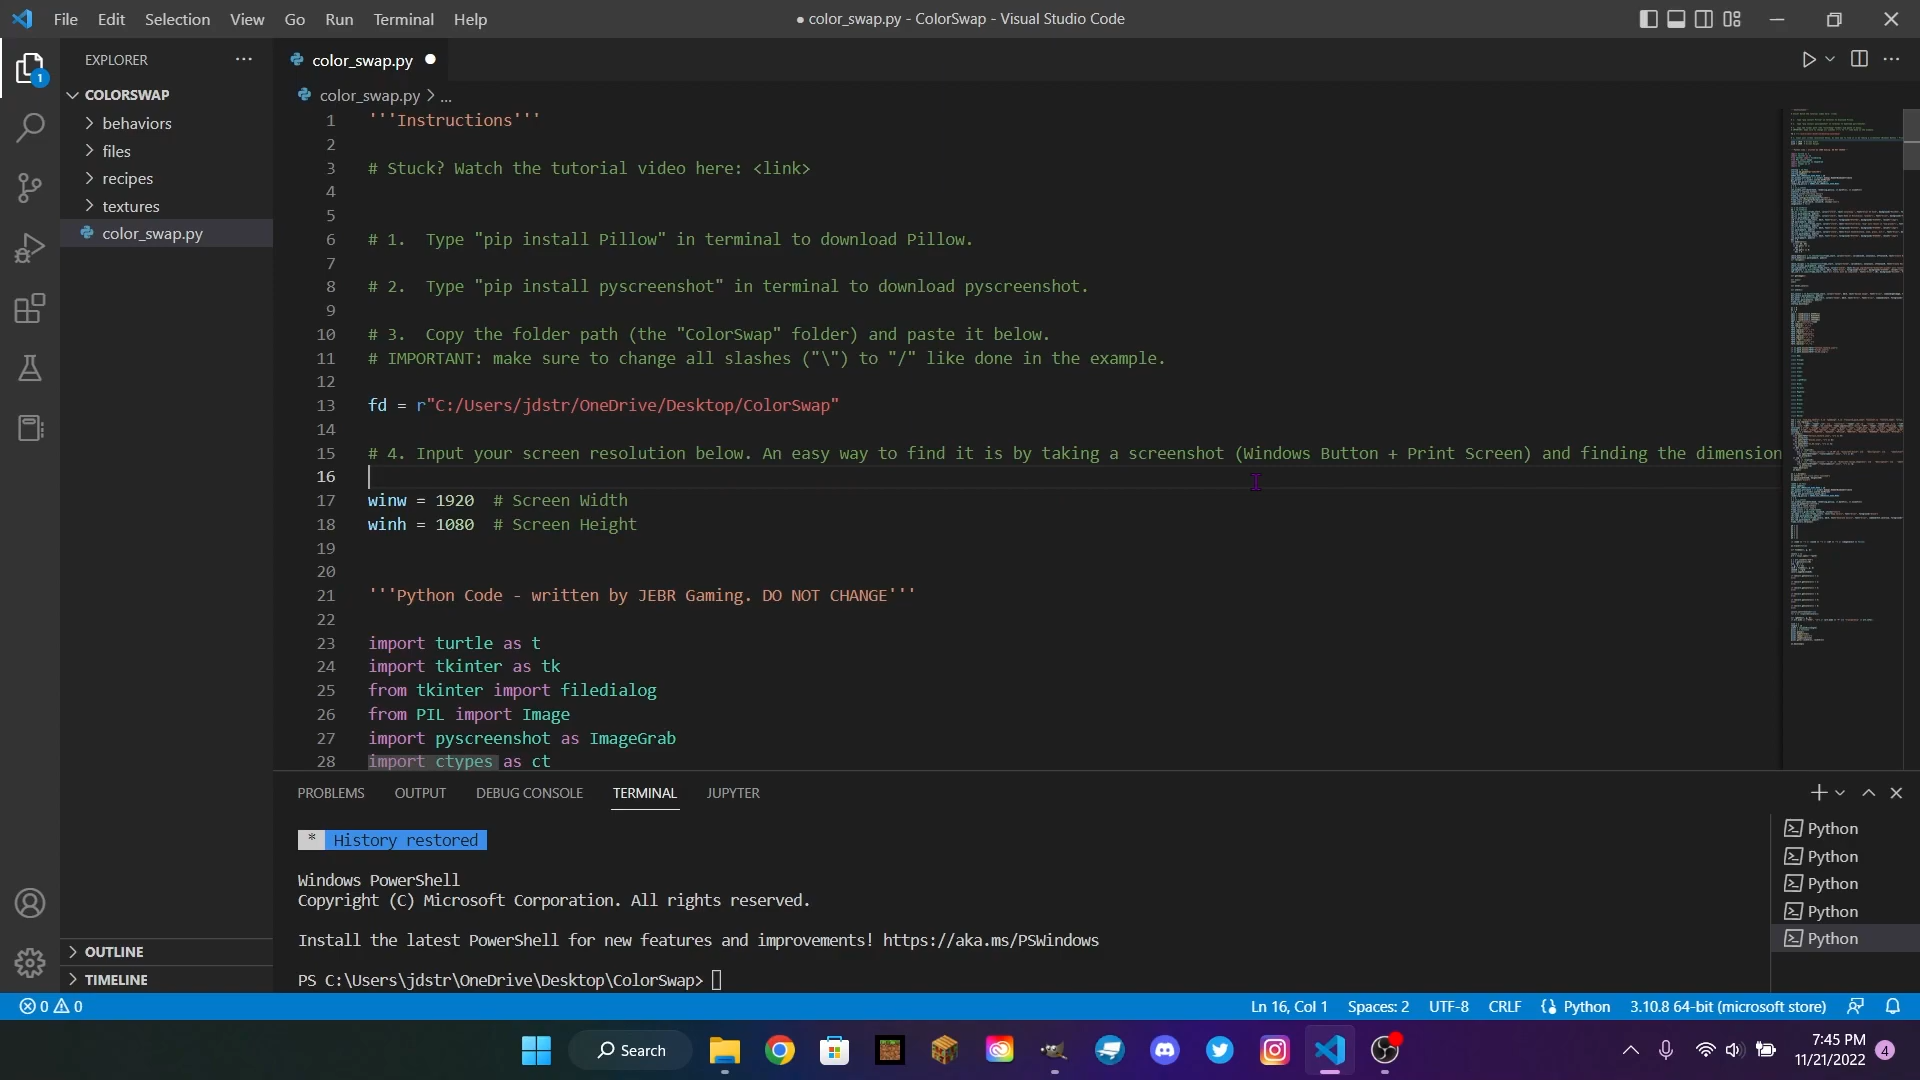 File Edit Selection View Go Run Terminal Help
● color_swap.py - ColorSwap - Visual Studio Code
EXPLORER
1
COLORSWAP
behaviors
files
recipes
textures
color_swap.py
OUTLINE
TIMELINE
color_swap.py
color_swap.py > ...
1 '''Instructions'''
2
3 # Stuck? Watch the tutorial video here: <link>
4
5
6 # 1.  Type "pip install Pillow" in terminal to download Pillow.
7
8 # 2.  Type "pip install pyscreenshot" in terminal to download pyscreenshot.
9
10 # 3.  Copy the folder path (the "ColorSwap" folder) and paste it below.
11 # IMPORTANT: make sure to change all slashes ("\") to "/" like done in the example.
12
13 fd = r"C:/Users/jdstr/OneDrive/Desktop/ColorSwap"
14
15 # 4. Input your screen resolution below. An easy way to find it is by taking a screenshot (Windows Button + Print Screen) and finding the dimension
16
17 winw = 1920  # Screen Width
18 winh = 1080  # Screen Height
19
20
21 '''Python Code - written by JEBR Gaming. DO NOT CHANGE'''
22
23 import turtle as t
24 import tkinter as tk
25 from tkinter import filedialog
26 from PIL import Image
27 import pyscreenshot as ImageGrab
28 import ctypes as ct
PROBLEMS OUTPUT DEBUG CONSOLE TERMINAL JUPYTER
* History restored
Windows PowerShell
Copyright (C) Microsoft Corporation. All rights reserved.
Install the latest PowerShell for new features and improvements! https://aka.ms/PSWindows
PS C:\Users\jdstr\OneDrive\Desktop\ColorSwap>
Python
Python
Python
Python
Python
0 0
Ln 16, Col 1 Spaces: 2 UTF-8 CRLF Python 3.10.8 64-bit (microsoft store)
Search
7:45 PM
11/21/2022
4